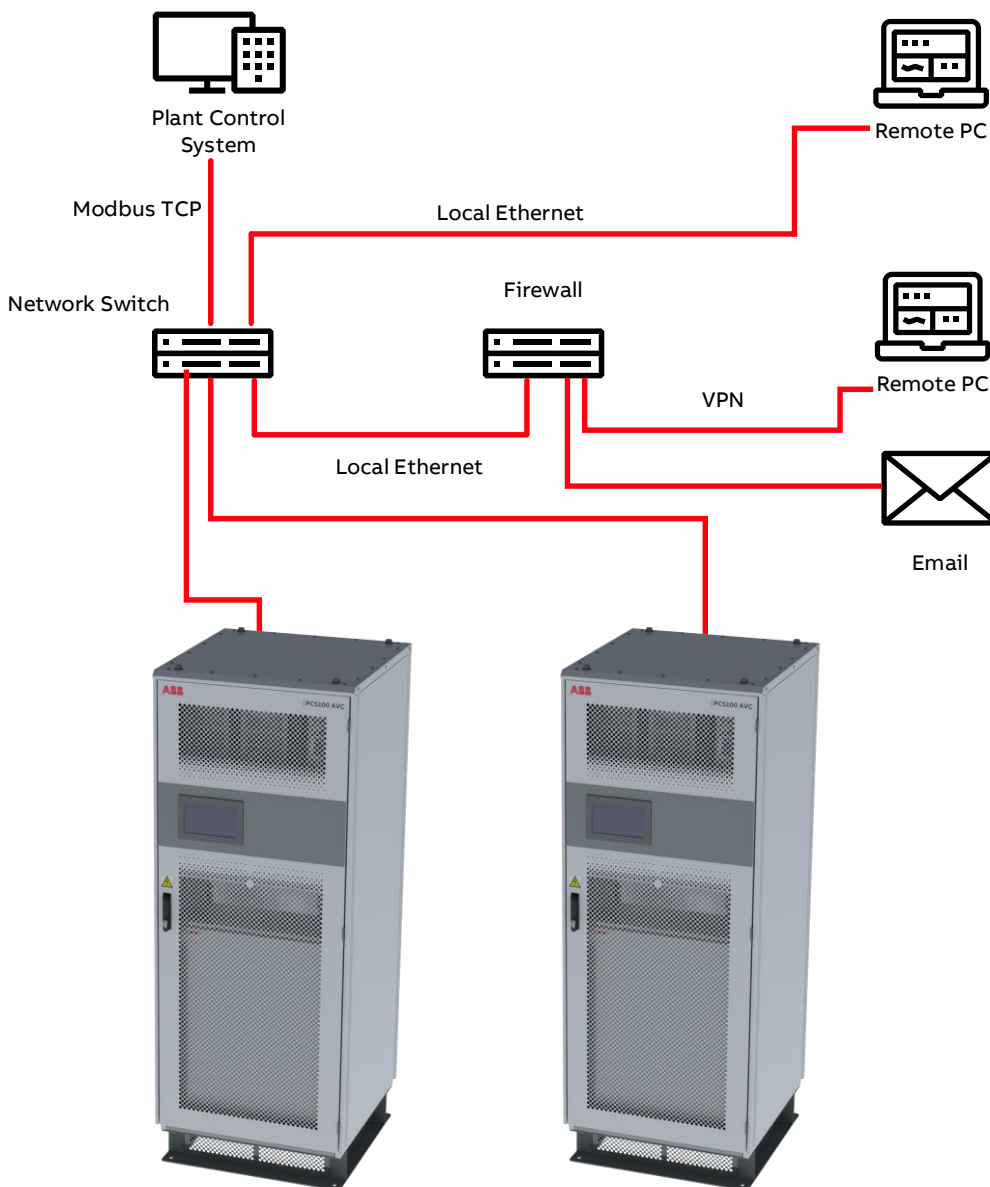 Plant Control
System
Remote PC
Modbus TCP
Local Ethernet
Network Switch
Firewall
Remote PC
VPN
Local Ethernet
Email
ABB
PCS100 AVC
ABB
PCS100 AVC